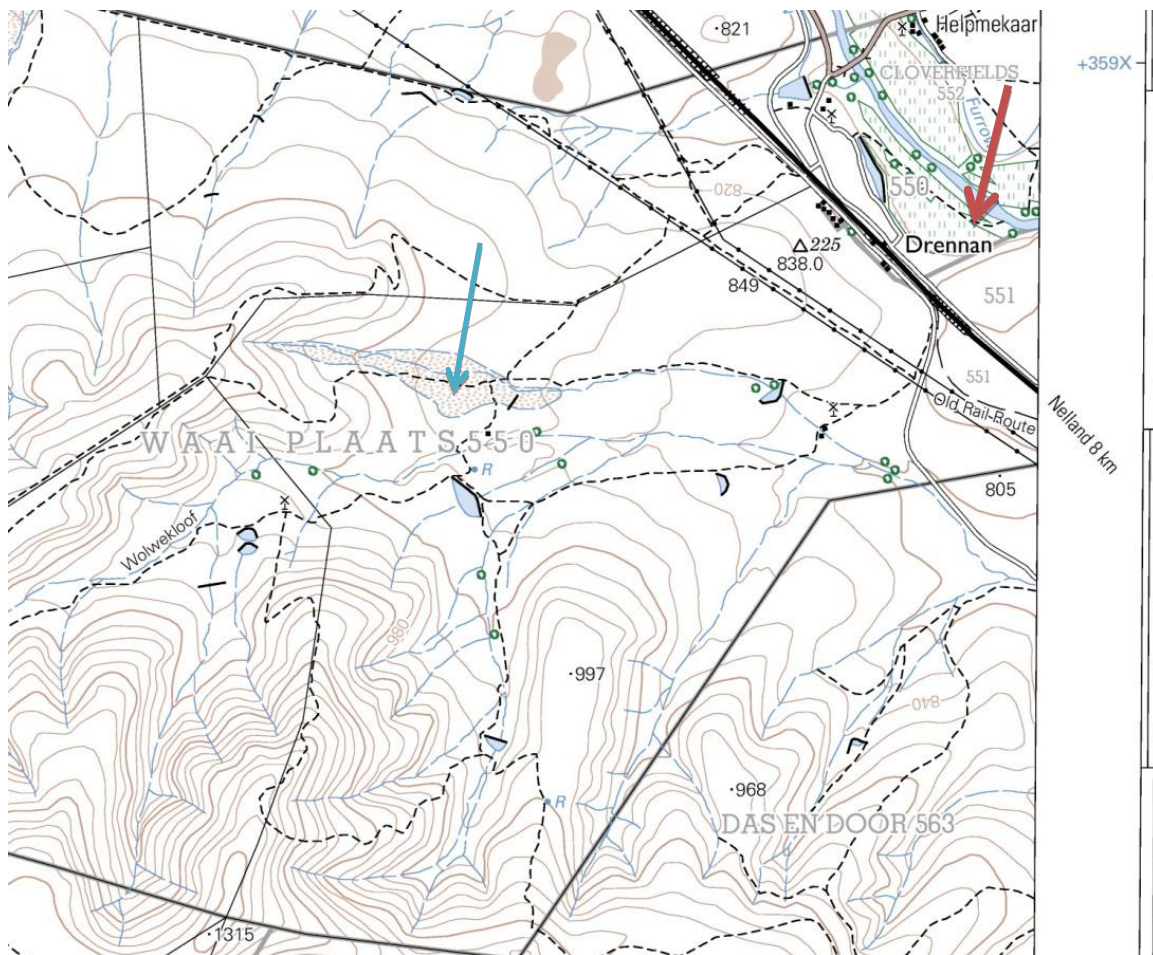 Helpmekaar
821
+359X
CLOVERFIELDS
552
Furrow
550
820
Drennan
225
838.0
849
551
551
Old Rail Route
Nelland 8 km
WAAI PLAATS 550
R
805
Wolwekloof
980
997
840
968
R
DAS EN DOOR 563
1315